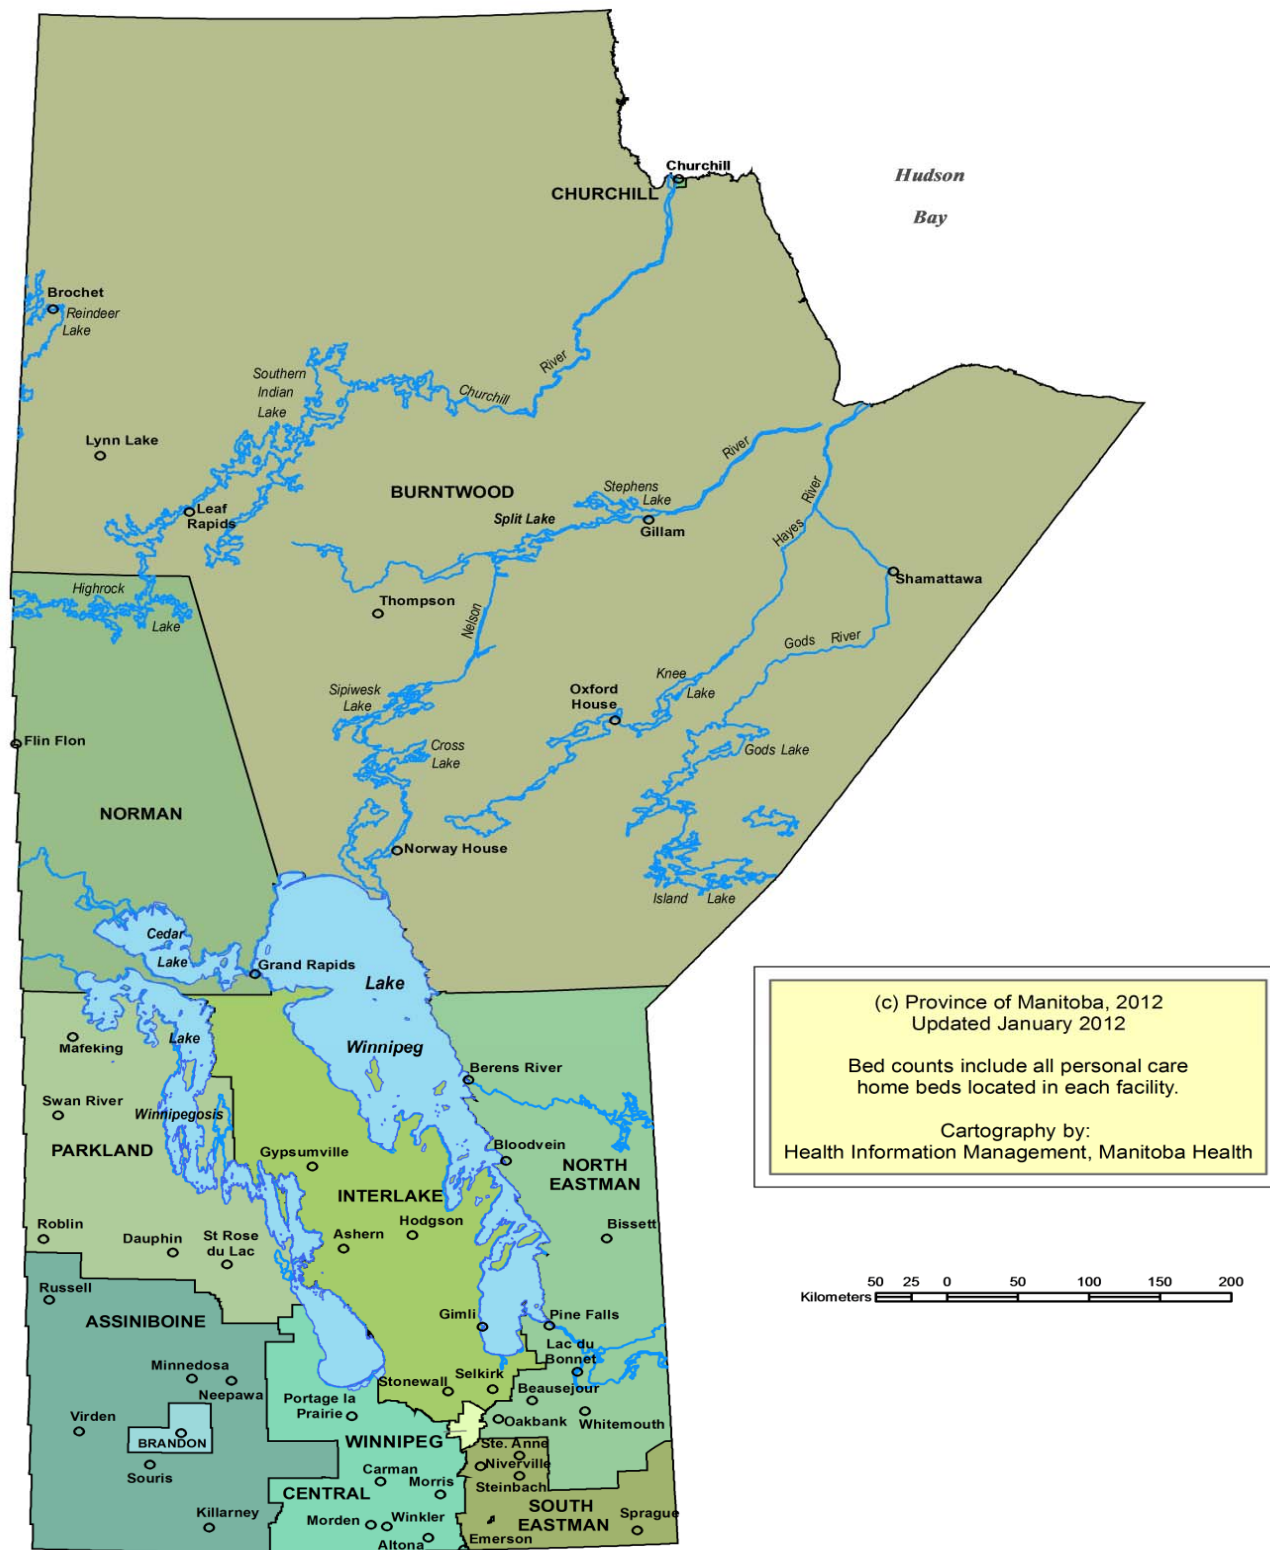 Churchill
CHURCHILL
Hudson
Bay
Brochet
Reindeer
Lake
Southern
Indian
Lake
River
Churchill
Lynn Lake
BURNTWOOD
Leaf
Rapids
Stephens
Lake
Split Lake
Gillam
River
River
Hayes
Shamattawa
Highrock
Lake
Thompson
Nelson
Gods River
Knee
Lake
Oxford
House
Sipiwesk
Lake
Cross
Lake
Gods Lake
Flin Flon
NORMAN
Norway House
Island Lake
Cedar
Lake
Grand Rapids
Lake
Winnipeg
Mafeking
Lake
Winnipegosis
Swan River
PARKLAND
Berens River
Bloodvein
NORTH
EASTMAN
Gypsumville
INTERLAKE
Hodgson
Ashern
Bissett
Roblin
Dauphin
St Rose
du Lac
Russell
ASSINIBOINE
Gimli
Pine Falls
Lac du
Bonnet
Minnedosa
Neepawa
Stonewall
Selkirk
Beausejour
Portage la
Prairie
Oakbank
Whitemouth
Virden
BRANDON
WINNIPEG
Ste. Anne
Niverville
Souris
Carman
Steinbach
CENTRAL
Morris
SOUTH
EASTMAN
Killarney
Morden
Winkler
Sprague
Altona
Emerson
(c) Province of Manitoba, 2012
Updated January 2012
Bed counts include all personal care
home beds located in each facility.
Cartography by:
Health Information Management, Manitoba Health
50 25 0 50 100 150 200
Kilometers